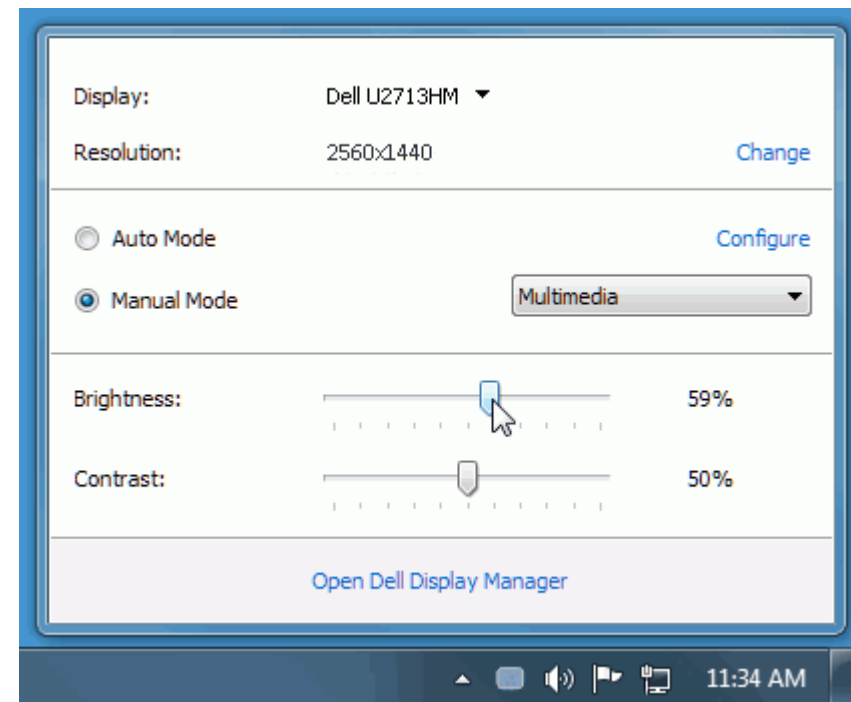 Display: Dell U2713HM
Resolution: 2560x1440 Change
Auto Mode Configure
Manual Mode Multimedia
Brightness: 59%
Contrast: 50%
Open Dell Display Manager
11:34 AM